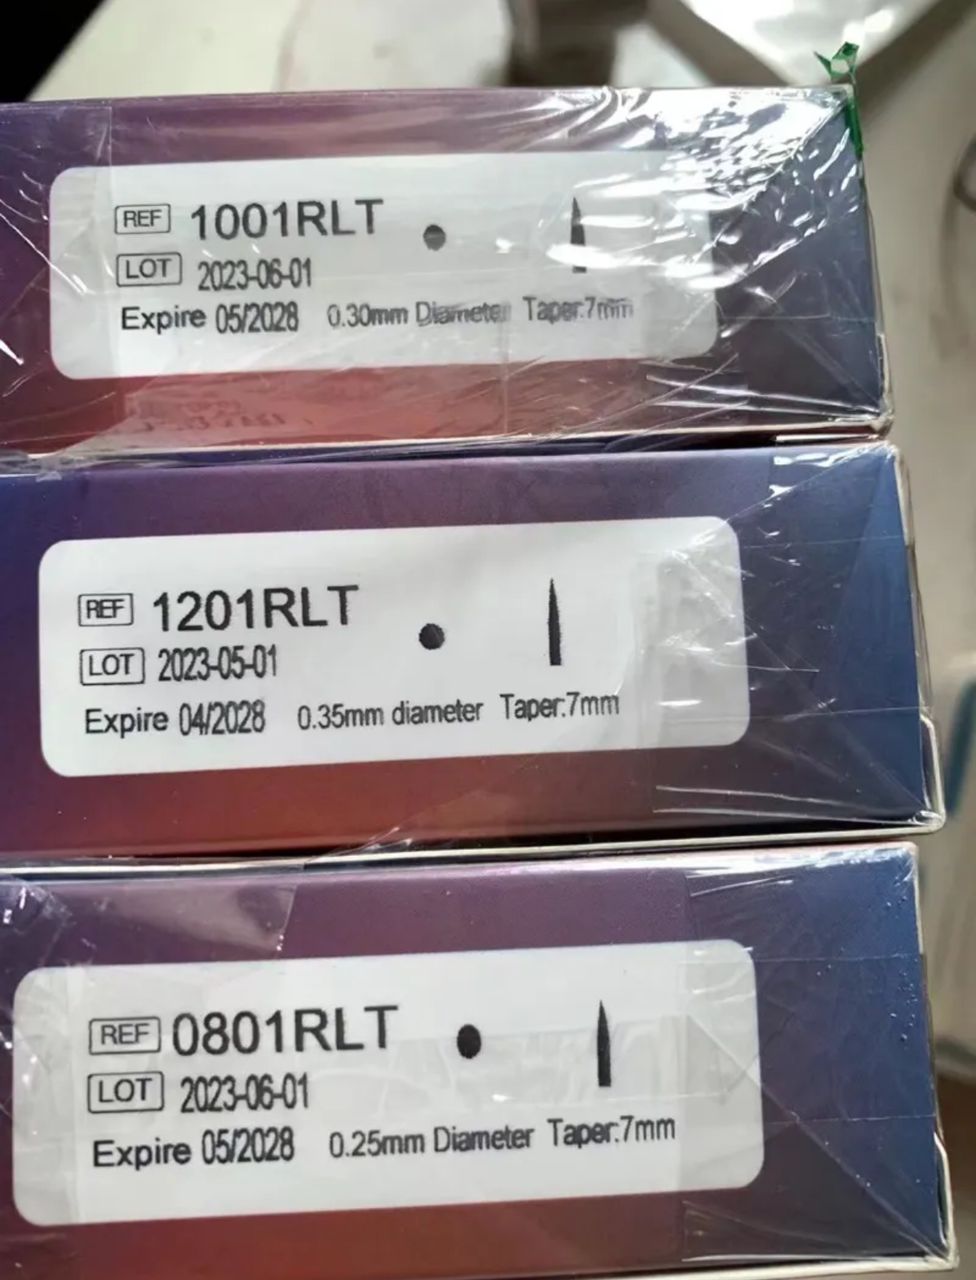 REF 1001RLT
LOT 2023-06-01
Expire 05/2028 0.30mm Diameter Taper:7mm
REF 1201RLT
LOT 2023-05-01
Expire 04/2028 0.35mm diameter Taper:7mm
REF 0801RLT
LOT 2023-06-01
Expire 05/2028 0.25mm Diameter Taper:7mm